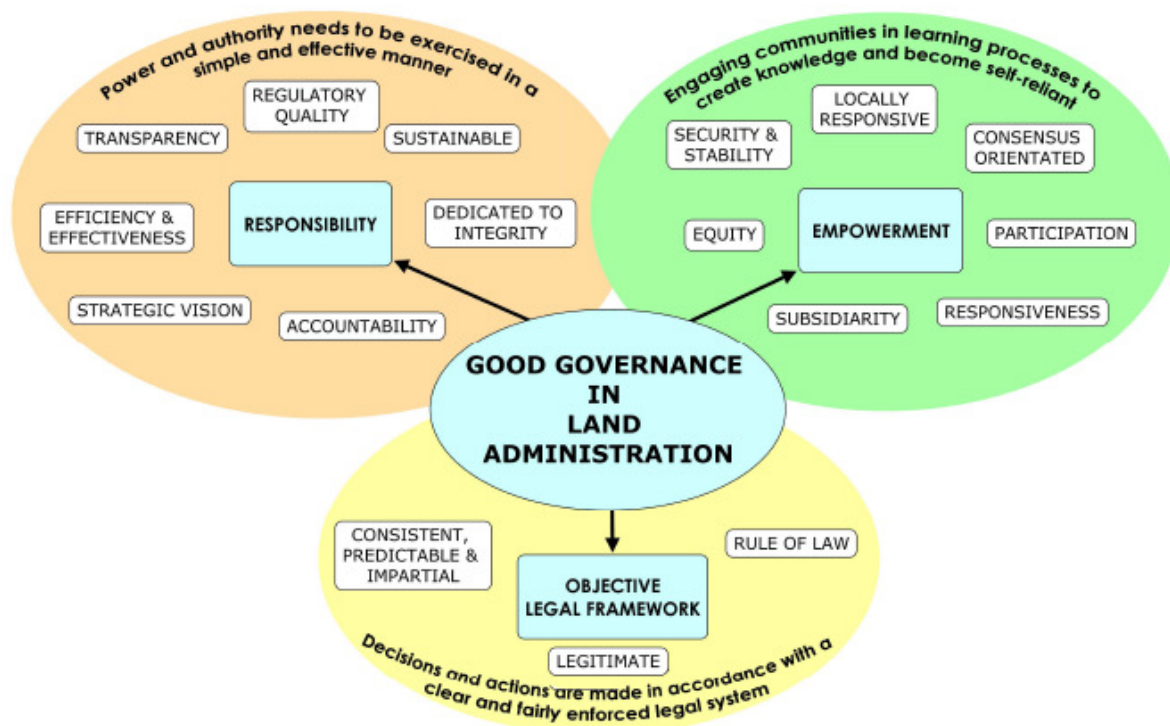 Power and authority needs to be exercised in a
simple and effective manner
REGULATORY
QUALITY
TRANSPARENCY
SUSTAINABLE
EFFICIENCY &
EFFECTIVENESS
RESPONSIBILITY
DEDICATED TO
INTEGRITY
STRATEGIC VISION
ACCOUNTABILITY
Engaging communities in learning processes to
create knowledge and become self-reliant
LOCALLY
RESPONSIVE
SECURITY &
STABILITY
CONSENSUS
ORIENTATED
EQUITY
EMPOWERMENT
PARTICIPATION
SUBSIDIARITY
RESPONSIVENESS
GOOD GOVERNANCE
IN
LAND
ADMINISTRATION
CONSISTENT,
PREDICTABLE &
IMPARTIAL
RULE OF LAW
OBJECTIVE
LEGAL FRAMEWORK
LEGITIMATE
Decisions and actions are made in accordance with a
clear and fairly enforced legal system